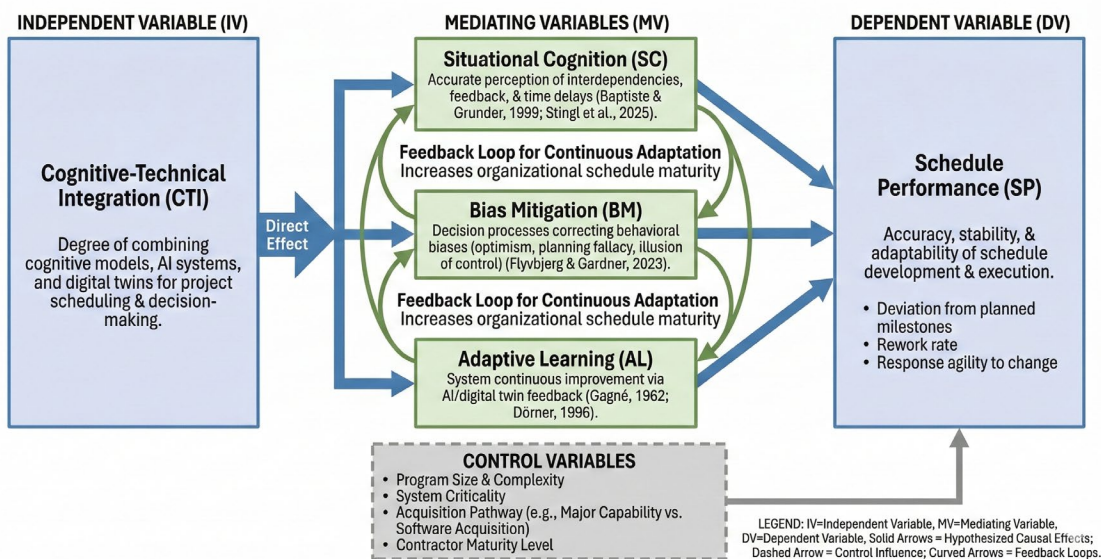 INDEPENDENT VARIABLE (IV)
Cognitive-Technical
Integration (CTI)
Degree of combining
cognitive models, AI systems,
and digital twins for project
scheduling & decision-
making.
Direct
Effect
MEDIATING VARIABLES (MV)
Situational Cognition (SC)
Accurate perception of interdependencies,
feedback, & time delays (Baptiste &
Grunder, 1999; Stingl et al., 2025).
Feedback Loop for Continuous Adaptation
Increases organizational schedule maturity
Bias Mitigation (BM)
Decision processes correcting behavioral
biases (optimism, planning fallacy, illusion
of control) (Flyvbjerg & Gardner, 2023).
Feedback Loop for Continuous Adaptation
Increases organizational schedule maturity
Adaptive Learning (AL)
System continuous improvement via
AI/digital twin feedback (Gagné, 1962;
Dörner, 1996).
DEPENDENT VARIABLE (DV)
Schedule
Performance (SP)
Accuracy, stability, &
adaptability of schedule
development & execution.
• Deviation from planned
milestones
• Rework rate
• Response agility to change
CONTROL VARIABLES
• Program Size & Complexity
• System Criticality
• Acquisition Pathway (e.g., Major Capability vs.
Software Acquisition)
• Contractor Maturity Level
LEGEND: IV=Independent Variable, MV=Mediating Variable,
DV=Dependent Variable, Solid Arrows = Hypothesized Causal Effects;
Dashed Arrow = Control Influence; Curved Arrows = Feedback Loops